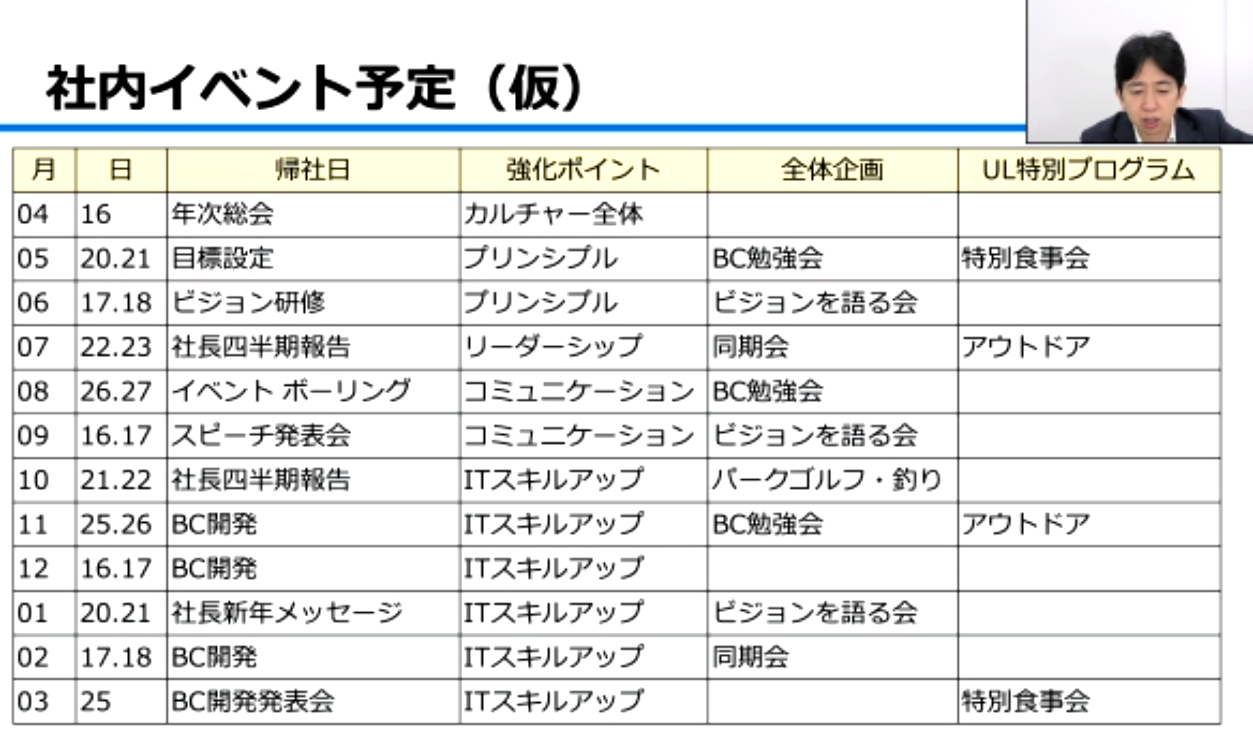 社内イベント予定（仮）
月 日 帰社日 強化ポイント 全体企画 UL特別プログラム
04 16 年次総会 カルチャー全体
05 20.21 目標設定 プリンシプル BC勉強会 特別食事会
06 17.18 ビジョン研修 プリンシプル ビジョンを語る会
07 22.23 社長四半期報告 リーダーシップ 同期会 アウトドア
08 26.27 イベント ボーリング コミュニケーション BC勉強会
09 16.17 スピーチ発表会 コミュニケーション ビジョンを語る会
10 21.22 社長四半期報告 ITスキルアップ パークゴルフ・釣り
11 25.26 BC開発 ITスキルアップ BC勉強会 アウトドア
12 16.17 BC開発 ITスキルアップ
01 20.21 社長新年メッセージ ITスキルアップ ビジョンを語る会
02 17.18 BC開発 ITスキルアップ 同期会
03 25 BC開発発表会 ITスキルアップ 特別食事会